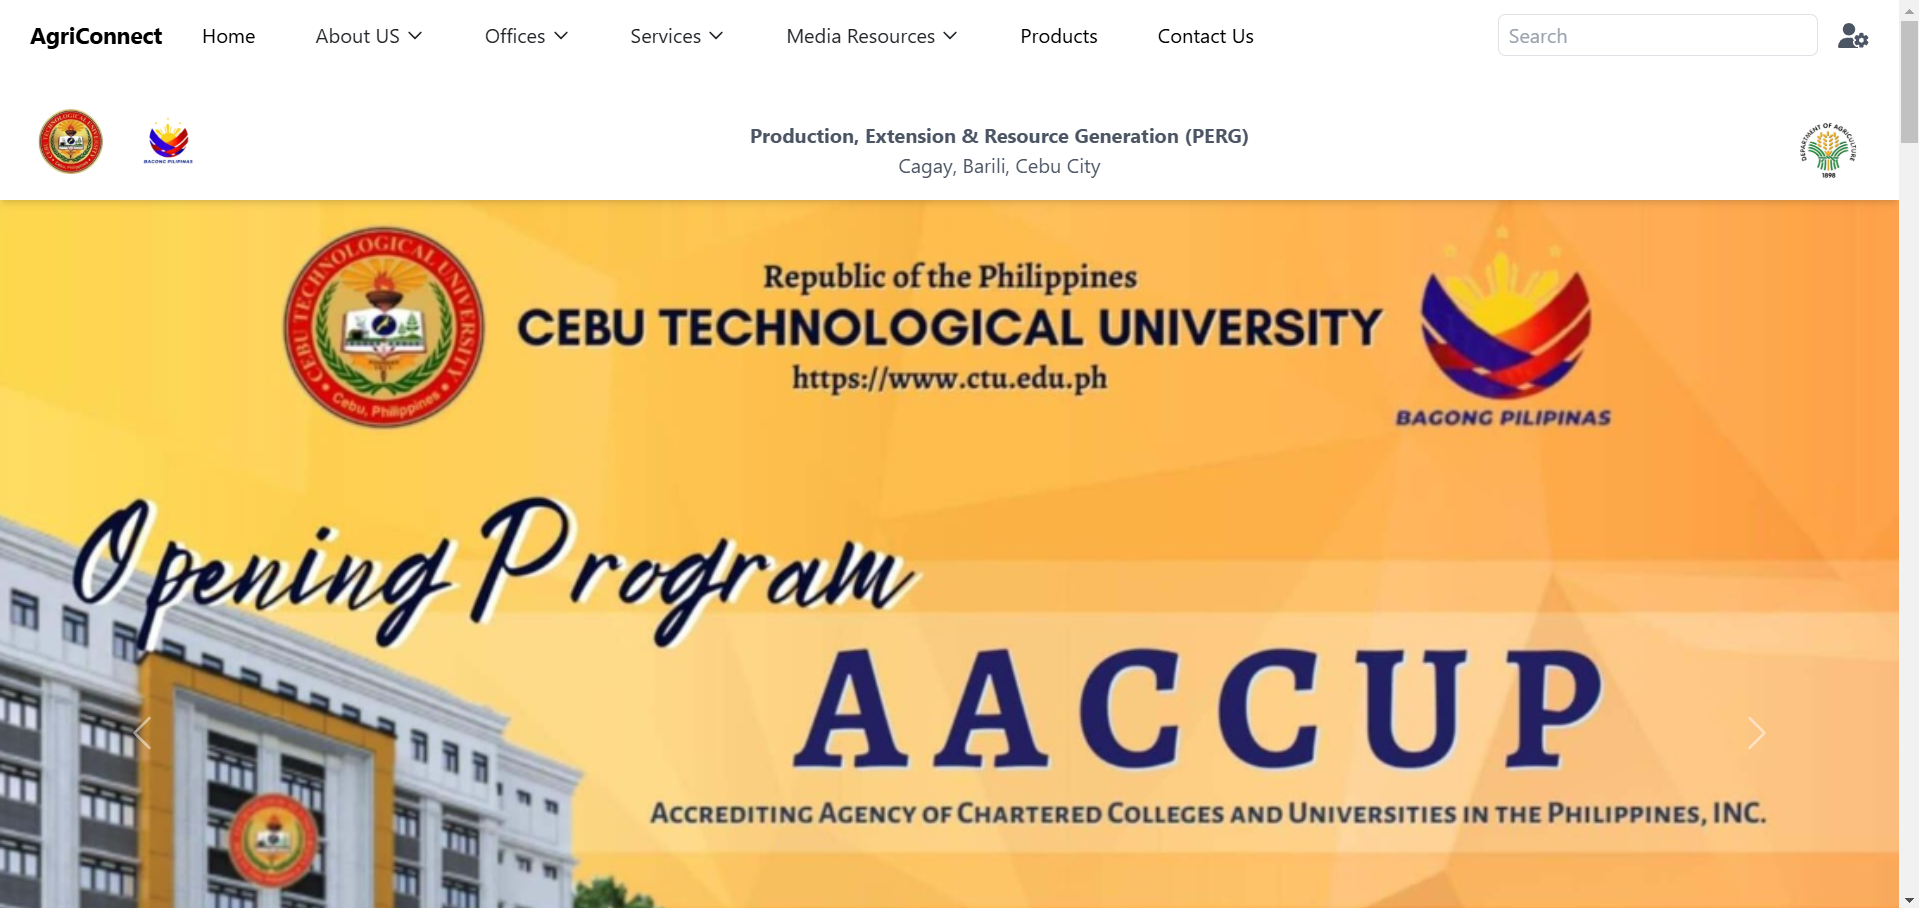 AgriConnect Home About US Offices Services Media Resources Products Contact Us Search
Production, Extension & Resource Generation (PERG)
Cagay, Barili, Cebu City
CEBU TECHNOLOGICAL UNIVERSITY
BAGONG PILIPINAS
DEPARTMENT OF AGRICULTURE
1898
Republic of the Philippines
CEBU TECHNOLOGICAL UNIVERSITY
https://www.ctu.edu.ph
CEBU TECHNOLOGICAL UNIVERSITY
Cebu, Philippines
BAGONG PILIPINAS
Opening Program
AACCUP
ACCREDITING AGENCY OF CHARTERED COLLEGES AND UNIVERSITIES IN THE PHILIPPINES, INC.